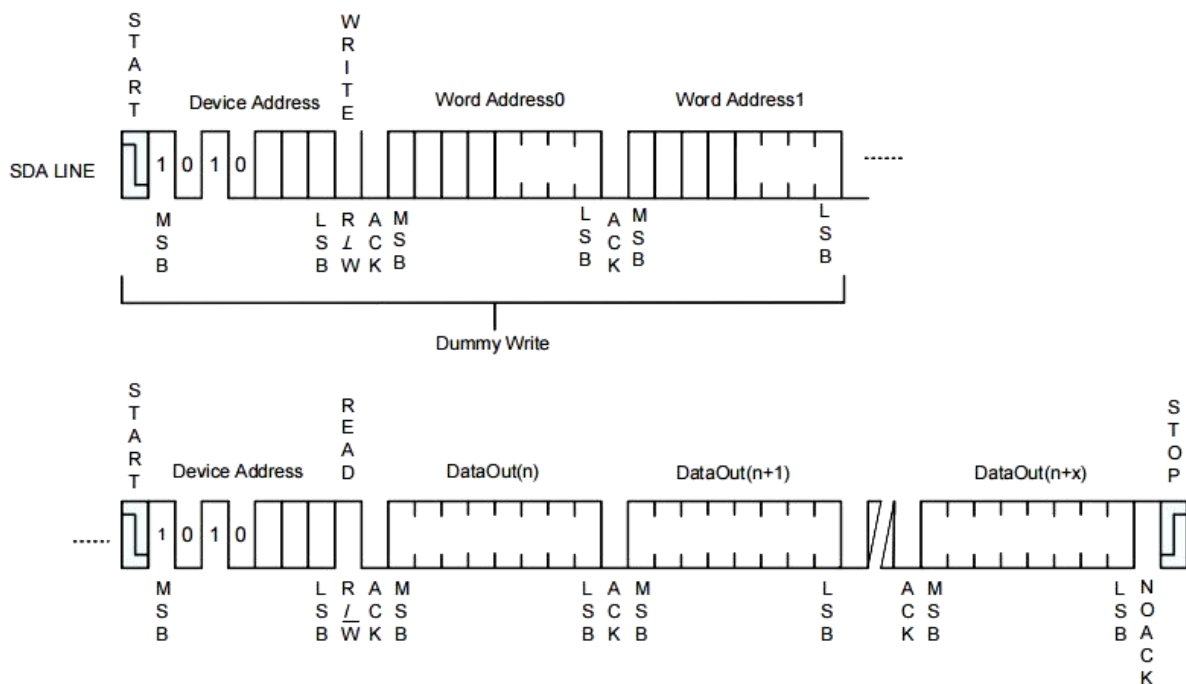 START
WRITE
Device Address
Word Address0
Word Address1
SDA LINE
1 0 1 0
......
MSB
LSB
R/W
ACK
MSB
LSB
ACK
MSB
LSB
Dummy Write
START
READ
STOP
Device Address
DataOut(n)
DataOut(n+1)
DataOut(n+x)
......
1 0 1 0
MSB
LSB
R/W
ACK
MSB
LSB
ACK
MSB
LSB
ACK
MSB
LSB
NOACK